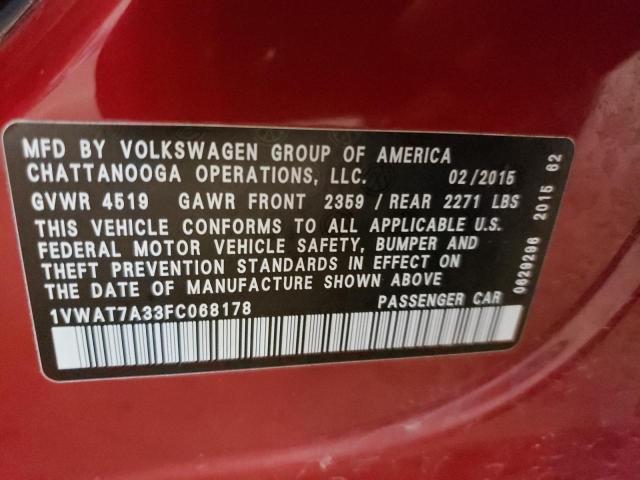 MFD BY VOLKSWAGEN GROUP OF AMERICA
CHATTANOOGA OPERATIONS, LLC. 02/2015
GVWR 4519 GAWR FRONT 2359 / REAR 2271 LBS
THIS VEHICLE CONFORMS TO ALL APPLICABLE U.S.
FEDERAL MOTOR VEHICLE SAFETY, BUMPER AND
THEFT PREVENTION STANDARDS IN EFFECT ON
THE DATE OF MANUFACTURE SHOWN ABOVE
1VWAT7A33FC068178 PASSENGER CAR
0629296 2015 62